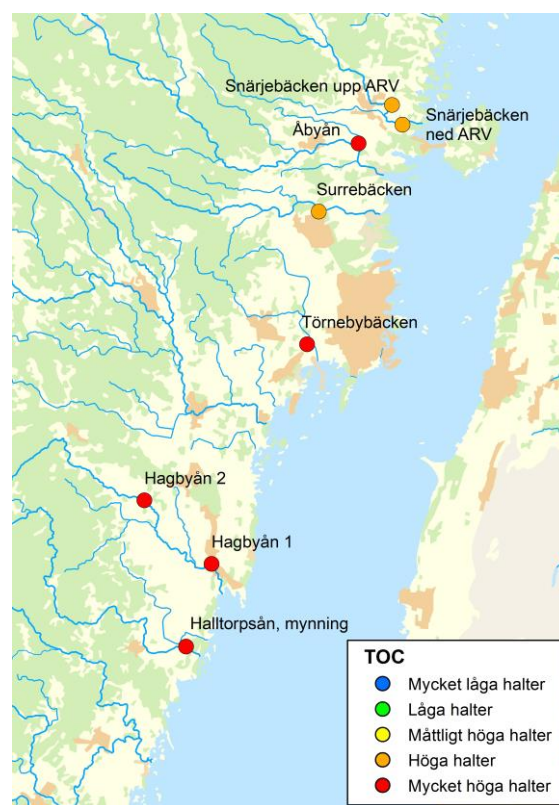 Snärjebäcken upp ARV
Snärjebäcken
ned ARV
Åbyån
Surrebäcken
Törnebybäcken
Hagbyån 2
Hagbyån 1
Halltorpsån, mynning
TOC
Mycket låga halter
Låga halter
Måttligt höga halter
Höga halter
Mycket höga halter